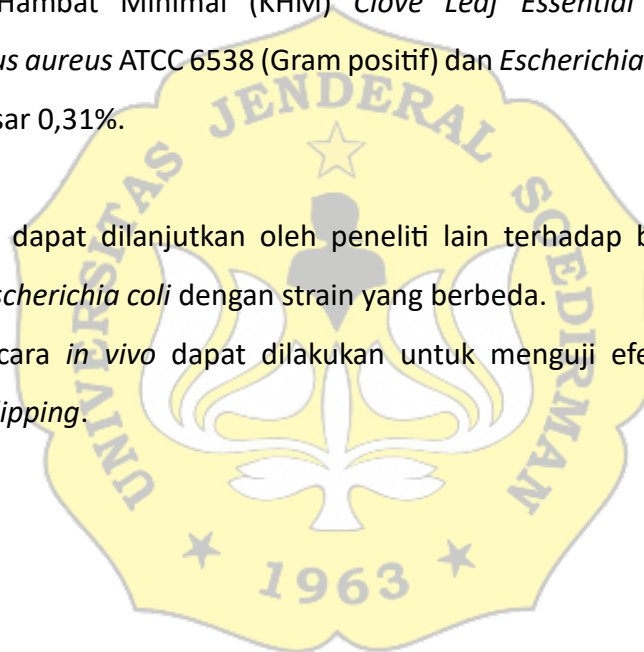 Hambat Minimal (KHM) Clove Leaf Essential
us aureus ATCC 6538 (Gram positif) dan Escherichia
sar 0,31%.
dapat dilanjutkan oleh peneliti lain terhadap b
scherichia coli dengan strain yang berbeda.
cara in vivo dapat dilakukan untuk menguji efe
ipping.
UNIVERSITAS JENDERAL SOEDIRMAN
1963